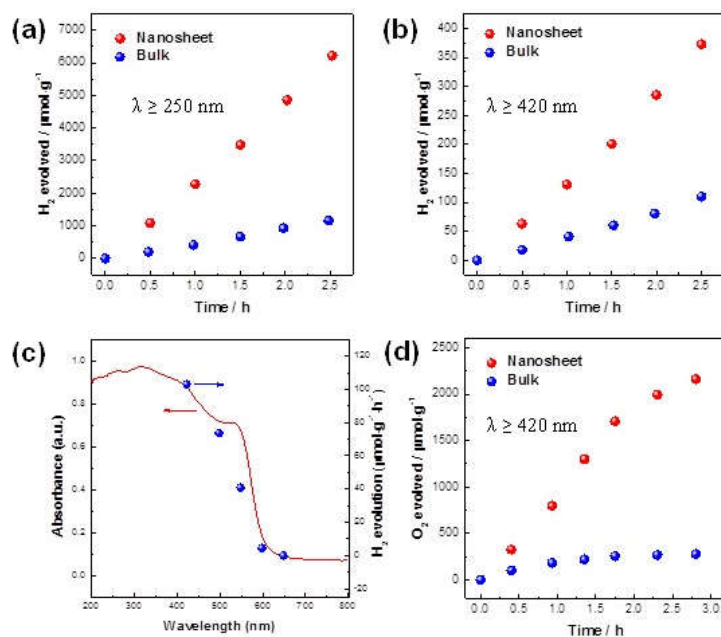 (a)
Nanosheet
Bulk
λ ≥ 250 nm
H₂ evolved / μmol·g⁻¹
7000
6000
5000
4000
3000
2000
1000
0
0.0 0.5 1.0 1.5 2.0 2.5
Time / h
(b)
Nanosheet
Bulk
λ ≥ 420 nm
H₂ evolved / μmol·g⁻¹
400
350
300
250
200
150
100
50
0
0.0 0.5 1.0 1.5 2.0 2.5
Time / h
(c)
Absorbance (a.u.)
1.0
0.8
0.6
0.4
0.2
0.0
200 300 400 500 600 700 800
Wavelength (nm)
120
100
80
60
40
20
0
-20
H₂ evolution (μmol·g⁻¹·h⁻¹)
(d)
Nanosheet
Bulk
λ ≥ 420 nm
O₂ evolved / μmol·g⁻¹
2500
2000
1500
1000
500
0
0.0 0.5 1.0 1.5 2.0 2.5 3.0
Time / h